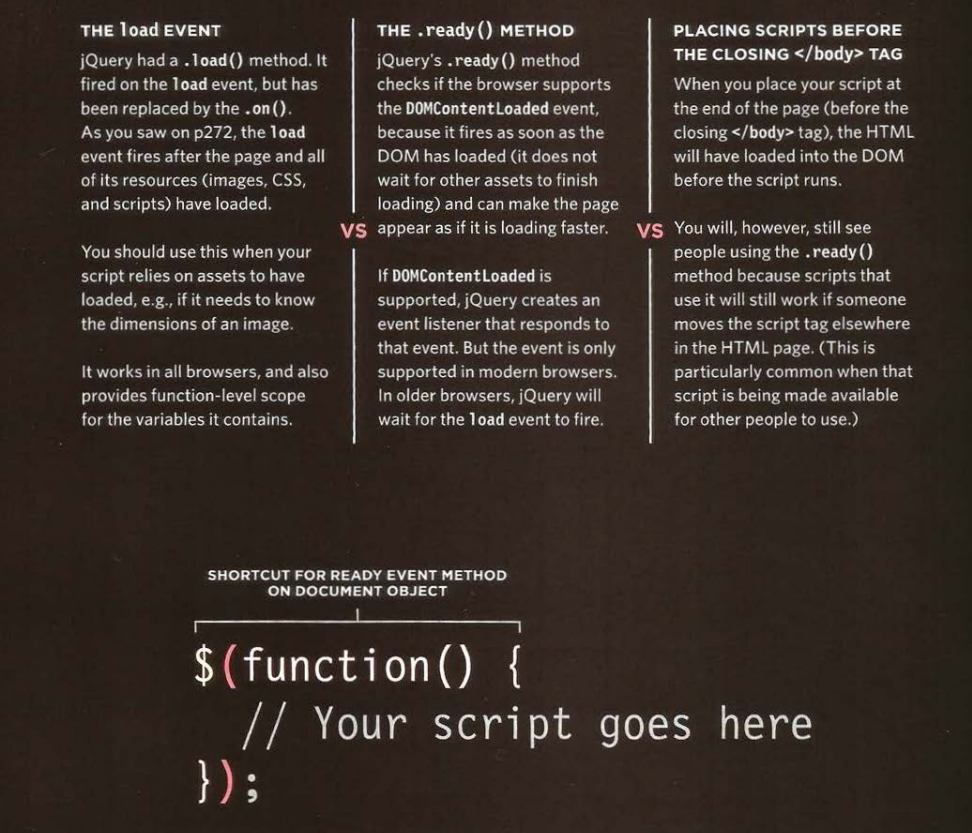 THE load EVENT
jQuery had a .load() method. It
fired on the load event, but has
been replaced by the .on().
As you saw on p272, the load
event fires after the page and all
of its resources (images, CSS,
and scripts) have loaded.
You should use this when your
script relies on assets to have
loaded, e.g., if it needs to know
the dimensions of an image.
It works in all browsers, and also
provides function-level scope
for the variables it contains.
VS
THE .ready() METHOD
jQuery's .ready() method
checks if the browser supports
the DOMContentLoaded event,
because it fires as soon as the
DOM has loaded (it does not
wait for other assets to finish
loading) and can make the page
appear as if it is loading faster.
If DOMContentLoaded is
supported, jQuery creates an
event listener that responds to
that event. But the event is only
supported in modern browsers.
In older browsers, jQuery will
wait for the load event to fire.
VS
PLACING SCRIPTS BEFORE
THE CLOSING </body> TAG
When you place your script at
the end of the page (before the
closing </body> tag), the HTML
will have loaded into the DOM
before the script runs.
You will, however, still see
people using the .ready()
method because scripts that
use it will still work if someone
moves the script tag elsewhere
in the HTML page. (This is
particularly common when that
script is being made available
for other people to use.)
SHORTCUT FOR READY EVENT METHOD
ON DOCUMENT OBJECT
$(function() {
// Your script goes here
});